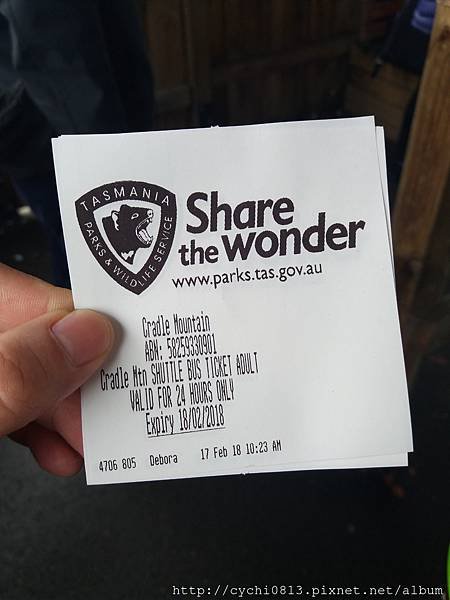 TASMANIA
PARKS & WILDLIFE SERVICE
Share
the wonder
www.parks.tas.gov.au
Cradle Mountain
ABN: 58259330901
Cradle Mtn SHUTTLE BUS TICKET ADULT
VALID FOR 24 HOURS ONLY
Expiry 18/02/2018
4706 805 Debora 17 Feb 18 10:23 AM
http://cychi0813.pixnet.net/album